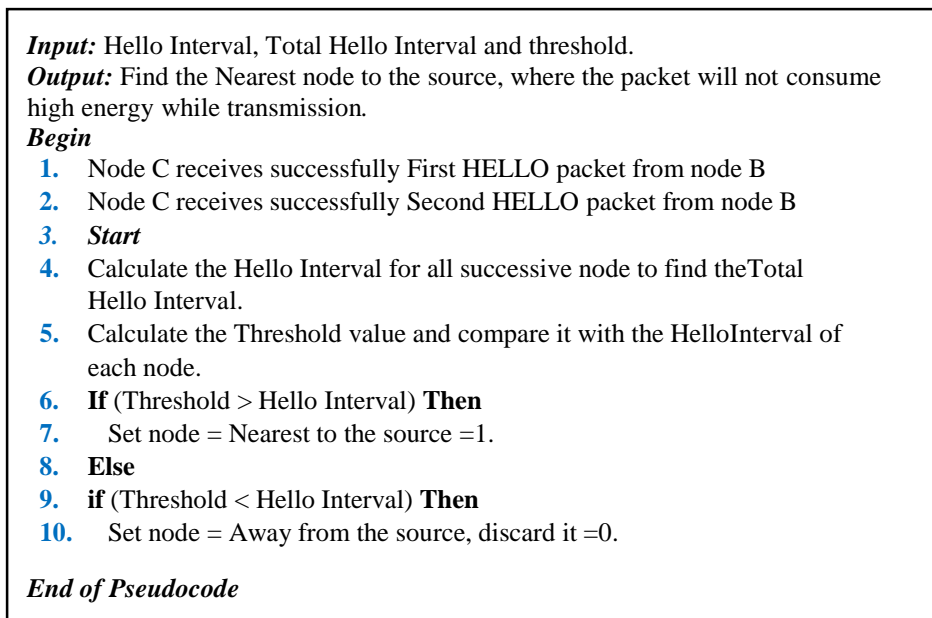 Input: Hello Interval, Total Hello Interval and threshold.
Output: Find the Nearest node to the source, where the packet will not consume
high energy while transmission.
Begin
1. Node C receives successfully First HELLO packet from node B
2. Node C receives successfully Second HELLO packet from node B
3. Start
4. Calculate the Hello Interval for all successive node to find theTotal
Hello Interval.
5. Calculate the Threshold value and compare it with the HelloInterval of
each node.
6. If (Threshold > Hello Interval) Then
7. Set node = Nearest to the source =1.
8. Else
9. if (Threshold < Hello Interval) Then
10. Set node = Away from the source, discard it =0.
End of Pseudocode